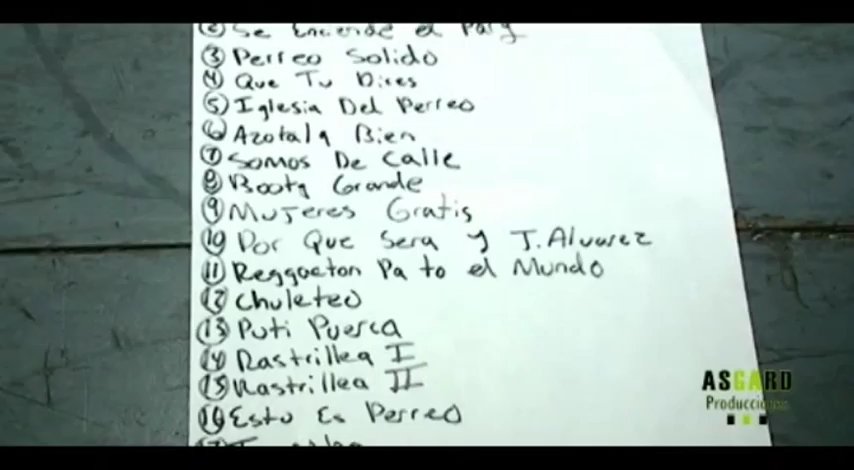 ② Se Enciende el Pary
③ Perreo Solido
④ Que Tu Dices
⑤ Iglesia Del Perreo
⑥ Azotala Bien
⑦ Somos De Calle
⑧ Booty Grande
⑨ Mujeres Gratis
⑩ Por Que Sera y J. Alvarez
⑪ Reggaeton Pa to el Mundo
⑫ Chuleteo
⑬ Puti Puerca
⑭ Rastrillea I
⑮ Rastrillea II
⑯ Esto Es Perreo
ASGARD
Producciones